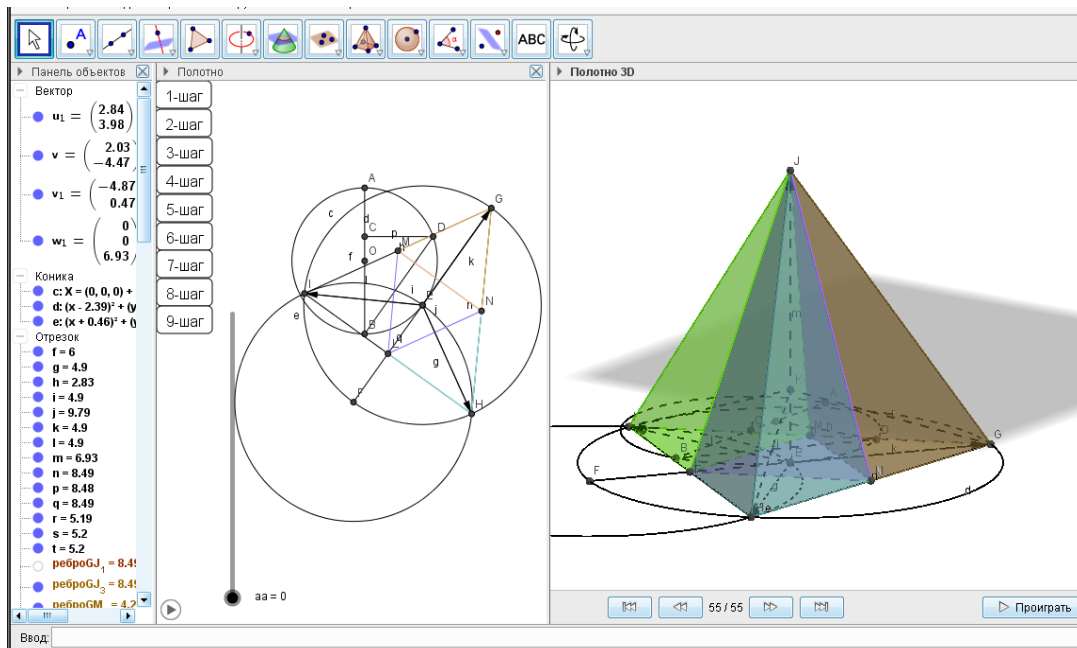 ABC
Панель объектов
Полотно
Полотно 3D
Вектор
u₁ = (2.84
3.98)
v = (2.03
−4.47)
v₁ = (−4.87
0.47
w₁ = (0
0
6.93)
Коника
c: X = (0, 0, 0) +
d: (x - 2.39)² + (y
e: (x + 0.46)² + (y
Отрезок
f = 6
g = 4.9
h = 2.83
i = 4.9
j = 9.79
k = 4.9
l = 4.9
m = 6.93
n = 8.49
p = 8.48
q = 8.49
r = 5.19
s = 5.2
t = 5.2
реброGJ₁ = 8.49
реброGJ₃ = 8.49
реброGM = 4.2
1-шаг
2-шаг
3-шаг
4-шаг
5-шаг
6-шаг
7-шаг
8-шаг
9-шаг
A
c
d
G
C
D
p
M
f
O
k
l
i
e
j
n
N
B
q
g
H
aa = 0
J
m
A
B
G
k
F
d
e
55 / 55
Проиграть
Ввод: